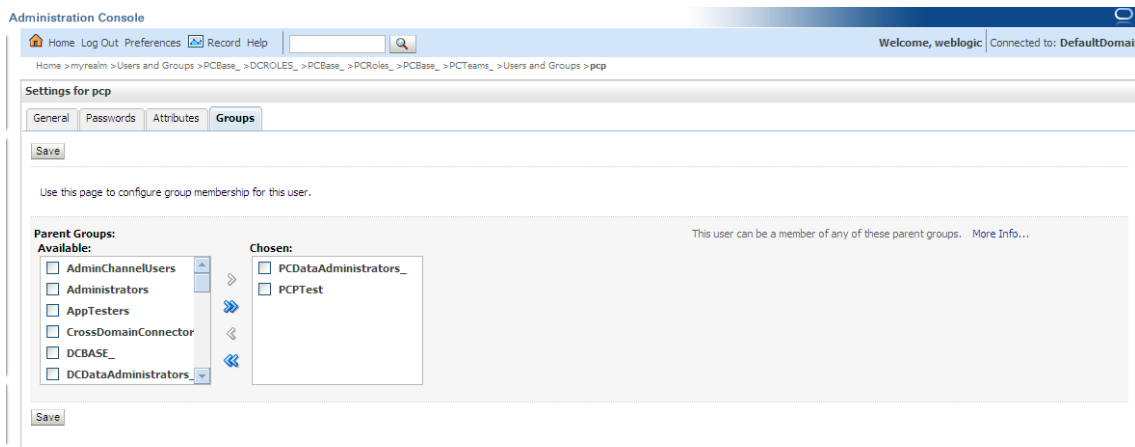 Administration Console
Home Log Out Preferences Record Help
Welcome, weblogic Connected to: DefaultDomai
Home >myrealm >Users and Groups >PCBase_ >DCROLES_ >PCBase_ >PCRoles_ >PCBase_ >PCTeams_ >Users and Groups >pcp
Settings for pcp
General Passwords Attributes Groups
Save
Use this page to configure group membership for this user.
Parent Groups:
This user can be a member of any of these parent groups. More Info...
Available:
Chosen:
AdminChannelUsers
Administrators
AppTesters
CrossDomainConnector
DCBASE_
DCDataAdministrators_
PCDataAdministrators_
PCPTest
Save